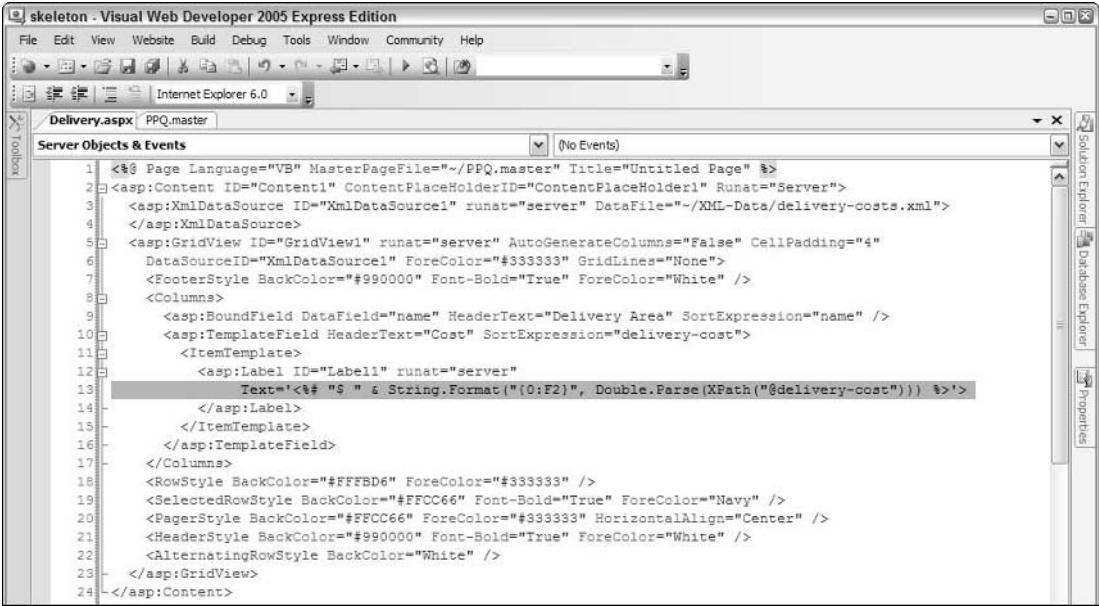 skeleton - Visual Web Developer 2005 Express Edition
File Edit View Website Build Debug Tools Window Community Help
Internet Explorer 6.0
Toolbox
Delivery.aspx PPQ.master
Server Objects & Events (No Events)
1 <%@ Page Language="VB" MasterPageFile="~/PPQ.master" Title="Untitled Page" %>
2 <asp:Content ID="Content1" ContentPlaceHolderID="ContentPlaceHolder1" Runat="Server">
3 <asp:XmlDataSource ID="XmlDataSource1" runat="server" DataFile="~/XML-Data/delivery-costs.xml">
4 </asp:XmlDataSource>
5 <asp:GridView ID="GridView1" runat="server" AutoGenerateColumns="False" CellPadding="4"
6 DataSourceID="XmlDataSource1" ForeColor="#333333" GridLines="None">
7 <FooterStyle BackColor="#990000" Font-Bold="True" ForeColor="White" />
8 <Columns>
9 <asp:BoundField DataField="name" HeaderText="Delivery Area" SortExpression="name" />
10 <asp:TemplateField HeaderText="Cost" SortExpression="delivery-cost">
11 <ItemTemplate>
12 <asp:Label ID="Label1" runat="server"
13 Text='<%# "$ " & String.Format("{0:F2}", Double.Parse(XPath("@delivery-cost"))) %>'>
14 </asp:Label>
15 </ItemTemplate>
16 </asp:TemplateField>
17 </Columns>
18 <RowStyle BackColor="#FFFBD6" ForeColor="#333333" />
19 <SelectedRowStyle BackColor="#FFCC66" Font-Bold="True" ForeColor="Navy" />
20 <PagerStyle BackColor="#FFCC66" ForeColor="#333333" HorizontalAlign="Center" />
21 <HeaderStyle BackColor="#990000" Font-Bold="True" ForeColor="White" />
22 <AlternatingRowStyle BackColor="White" />
23 </asp:GridView>
24 </asp:Content>
Solution Explorer
Database Explorer
Properties